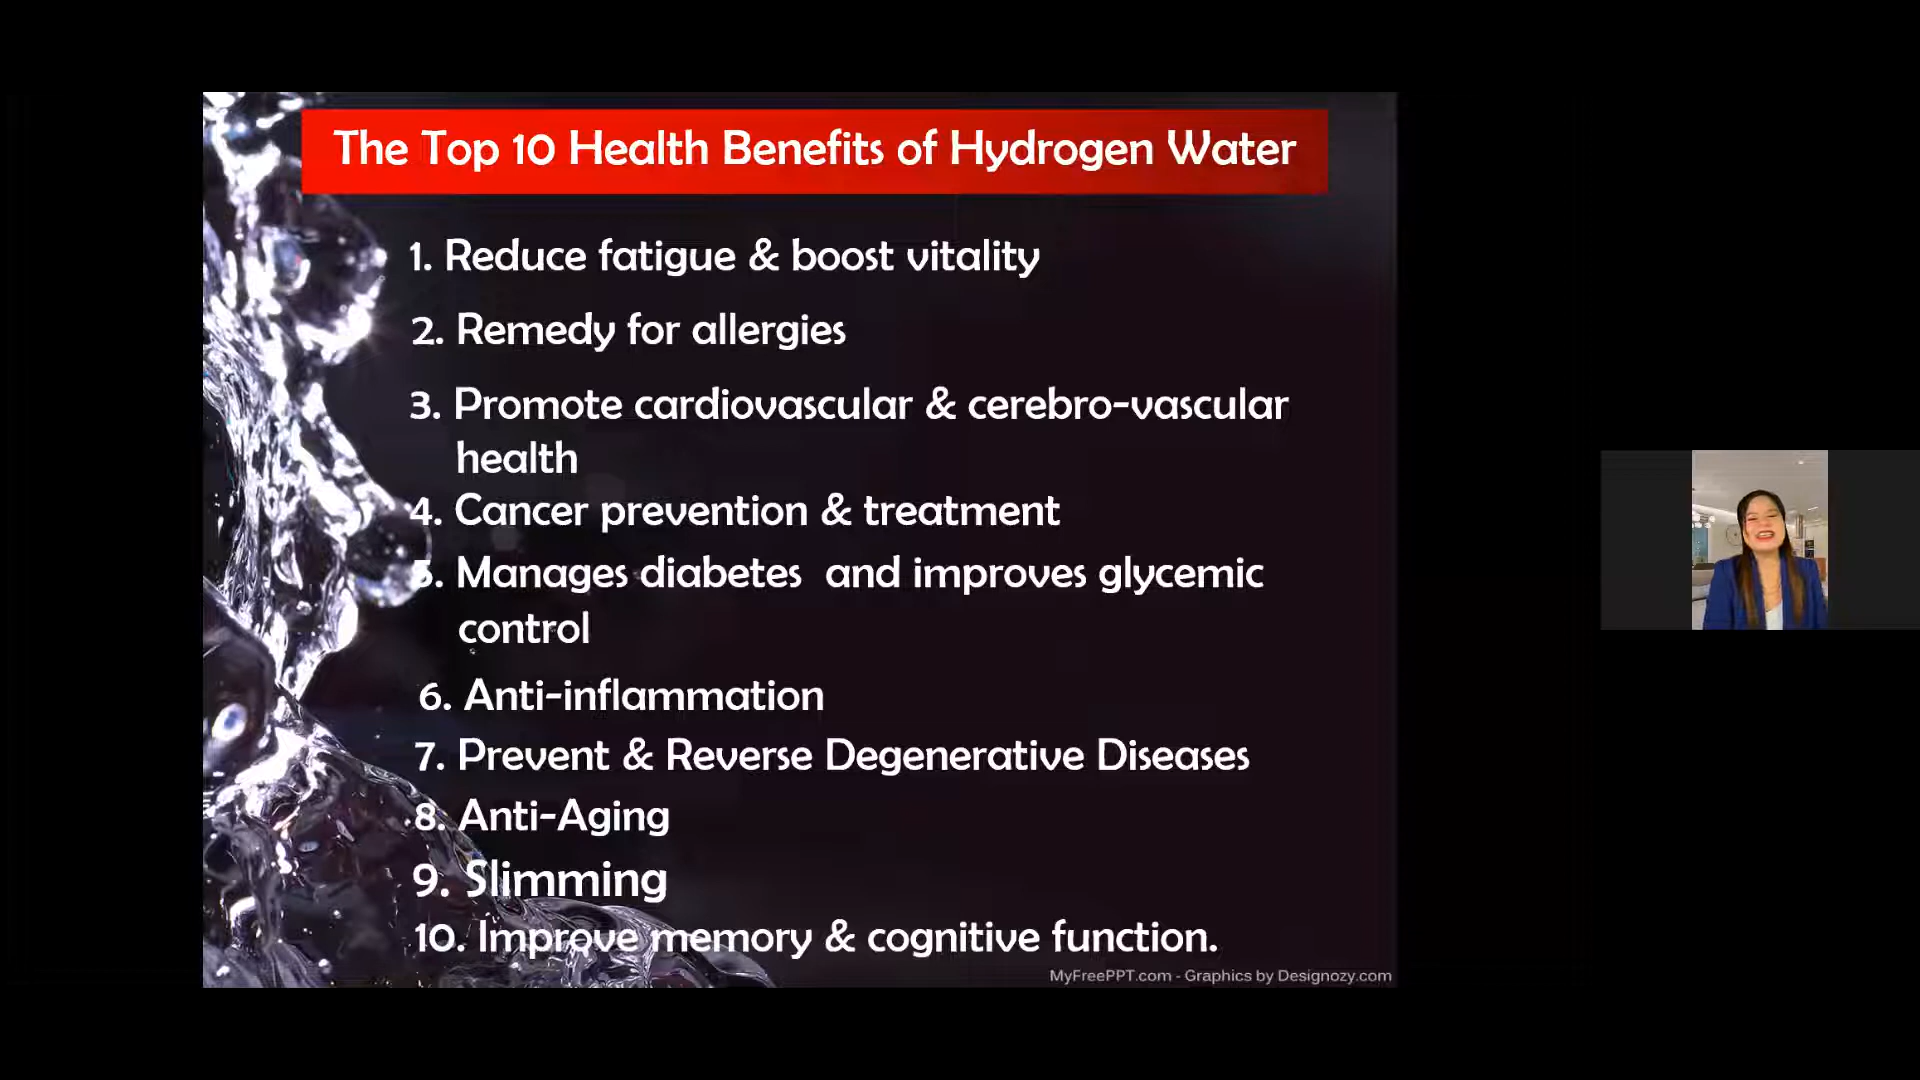 The Top 10 Health Benefits of Hydrogen Water
1. Reduce fatigue & boost vitality
2. Remedy for allergies
3. Promote cardiovascular & cerebro-vascular
health
4. Cancer prevention & treatment
5. Manages diabetes and improves glycemic
control
6. Anti-inflammation
7. Prevent & Reverse Degenerative Diseases
8. Anti-Aging
9. Slimming
10. Improve memory & cognitive function.
MyFreePPT.com - Graphics by Designozy.com